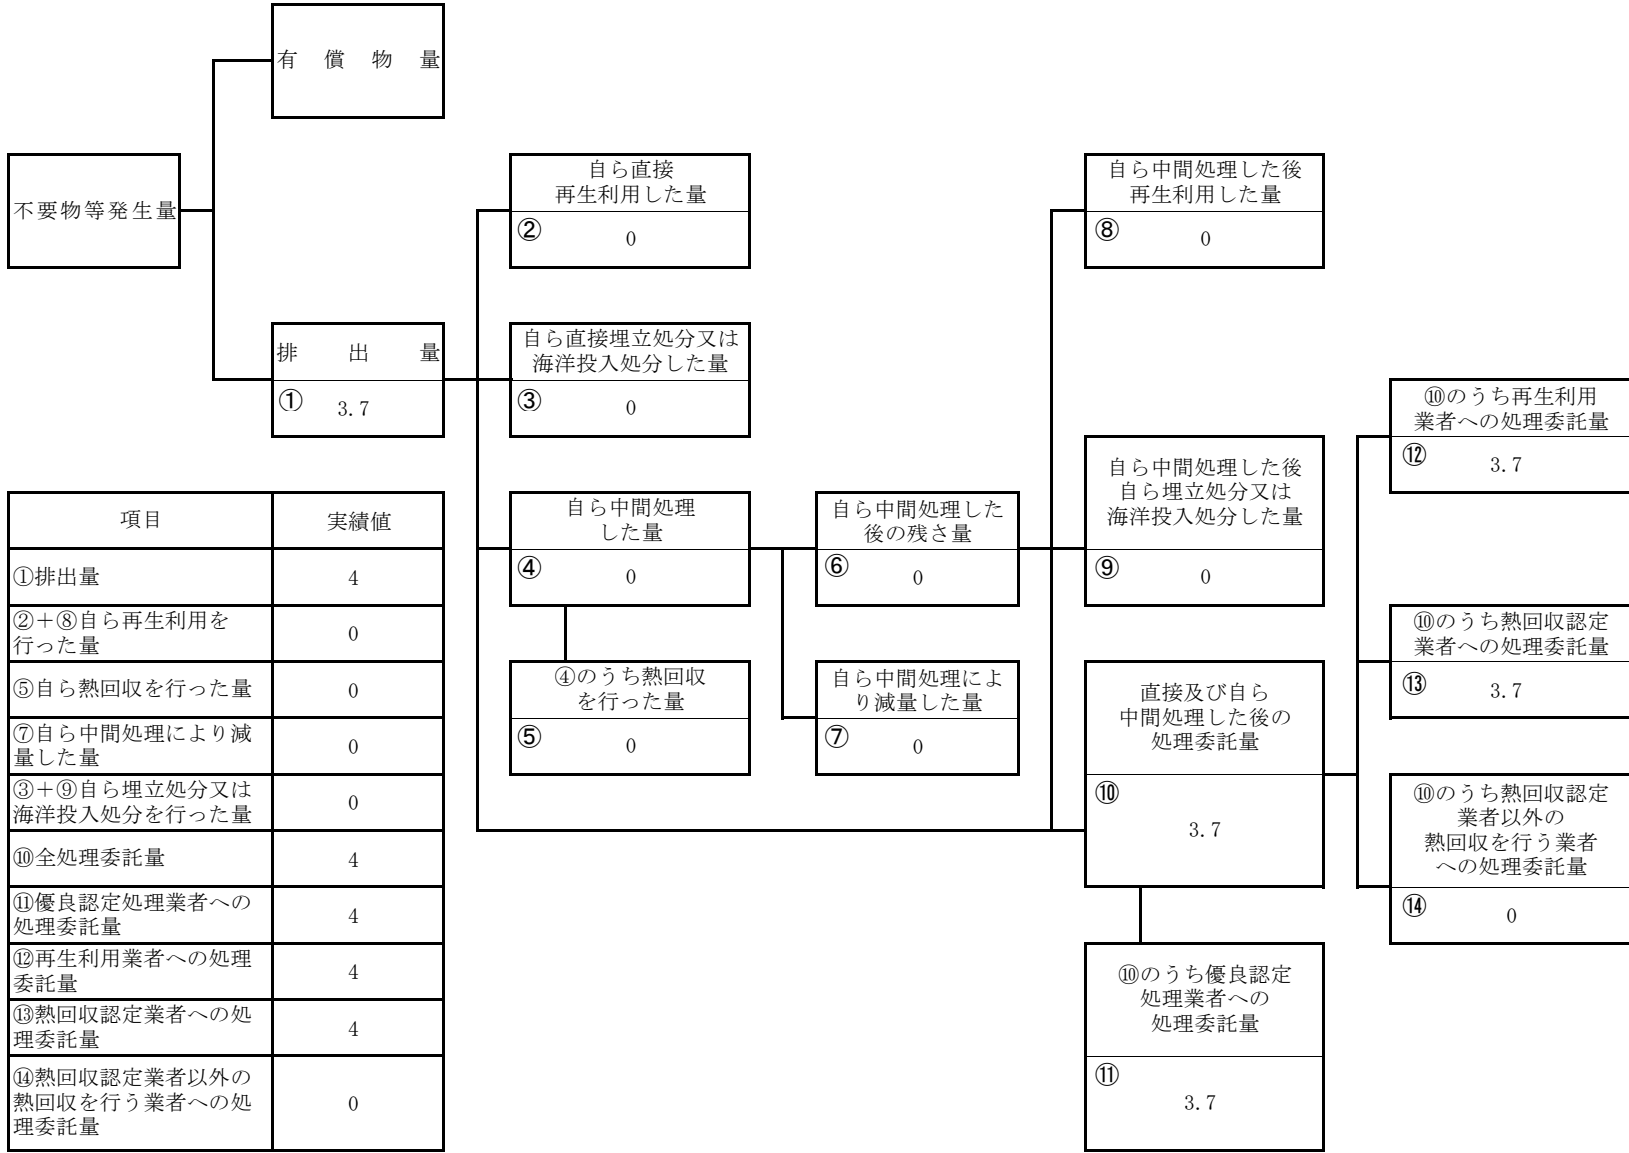 有償物量
不要物等発生量
排出量
① 3.7
自ら直接
再生利用した量
② 0
自ら直接埋立処分又は
海洋投入処分した量
③ 0
自ら中間処理
した量
④ 0
④のうち熱回収
を行った量
⑤ 0
自ら中間処理した
後の残さ量
⑥ 0
自ら中間処理によ
り減量した量
⑦ 0
自ら中間処理した後
再生利用した量
⑧ 0
自ら中間処理した後
自ら埋立処分又は
海洋投入処分した量
⑨ 0
直接及び自ら
中間処理した後の
処理委託量
⑩
3.7
⑩のうち優良認定
処理業者への
処理委託量
⑪
3.7
⑩のうち再生利用
業者への処理委託量
⑫ 3.7
⑩のうち熱回収認定
業者への処理委託量
⑬ 3.7
⑩のうち熱回収認定
業者以外の
熱回収を行う業者
への処理委託量
⑭ 0
項目 実績値
①排出量 4
②+⑧自ら再生利用を
行った量 0
⑤自ら熱回収を行った量 0
⑦自ら中間処理により減
量した量 0
③+⑨自ら埋立処分又は
海洋投入処分を行った量 0
⑩全処理委託量 4
⑪優良認定処理業者への
処理委託量 4
⑫再生利用業者への処理
委託量 4
⑬熱回収認定業者への処
理委託量 4
⑭熱回収認定業者以外の
熱回収を行う業者への処 0
理委託量